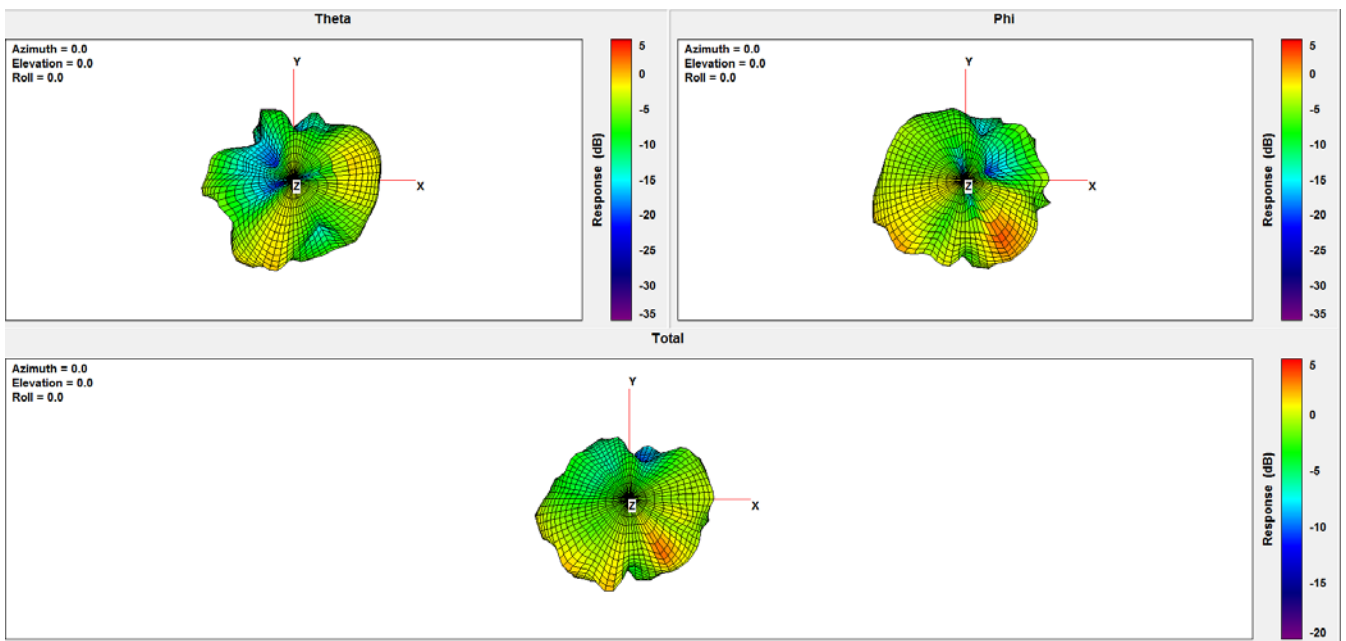 Theta
Azimuth = 0.0
Elevation = 0.0
Roll = 0.0
Y
X
Z
5
0
-5
-10
-15
-20
-25
-30
-35
Response (dB)
Phi
Azimuth = 0.0
Elevation = 0.0
Roll = 0.0
Y
X
Z
5
0
-5
-10
-15
-20
-25
-30
-35
Response (dB)
Total
Azimuth = 0.0
Elevation = 0.0
Roll = 0.0
Y
X
Z
5
0
-5
-10
-15
-20
Response (dB)